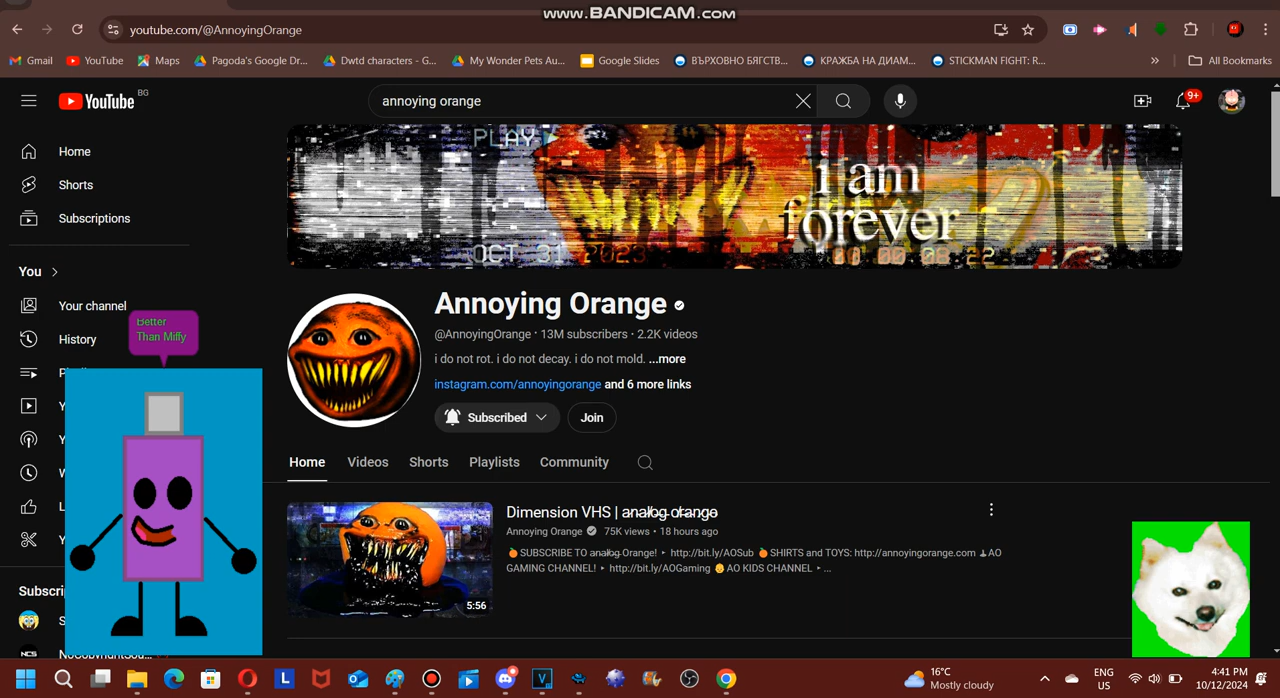 www.BANDICAM.com
youtube.com/@AnnoyingOrange
Gmail YouTube Maps Pagoda's Google Dr... Dwtd characters - G... My Wonder Pets Au... Google Slides ВЪРХОВНО БЯГСТВ... КРАЖБА НА ДИАМ... STICKMAN FIGHT: R... » All Bookmarks
YouTube BG
annoying orange
9+
Home
Shorts
Subscriptions
You
Your channel
History
Better
Than Miffy
Subscri
PLAY
i am
forever
OCT 31 2023
00 00:08 22
Annoying Orange
@AnnoyingOrange · 13M subscribers · 2.2K videos
i do not rot. i do not decay. i do not mold. ...more
instagram.com/annoyingorange and 6 more links
Subscribed
Join
Home Videos Shorts Playlists Community
Dimension VHS | analog orange
Annoying Orange 75K views • 18 hours ago
🍊SUBSCRIBE TO analog Orange! ‣ http://bit.ly/AOSub 🍊SHIRTS and TOYS: http://annoyingorange.com 🕹AO
GAMING CHANNEL! ‣ http://bit.ly/AOGaming 👶AO KIDS CHANNEL ‣ ...
5:56
NCS
16°C
Mostly cloudy
ENG
US
4:41 PM
10/12/2024